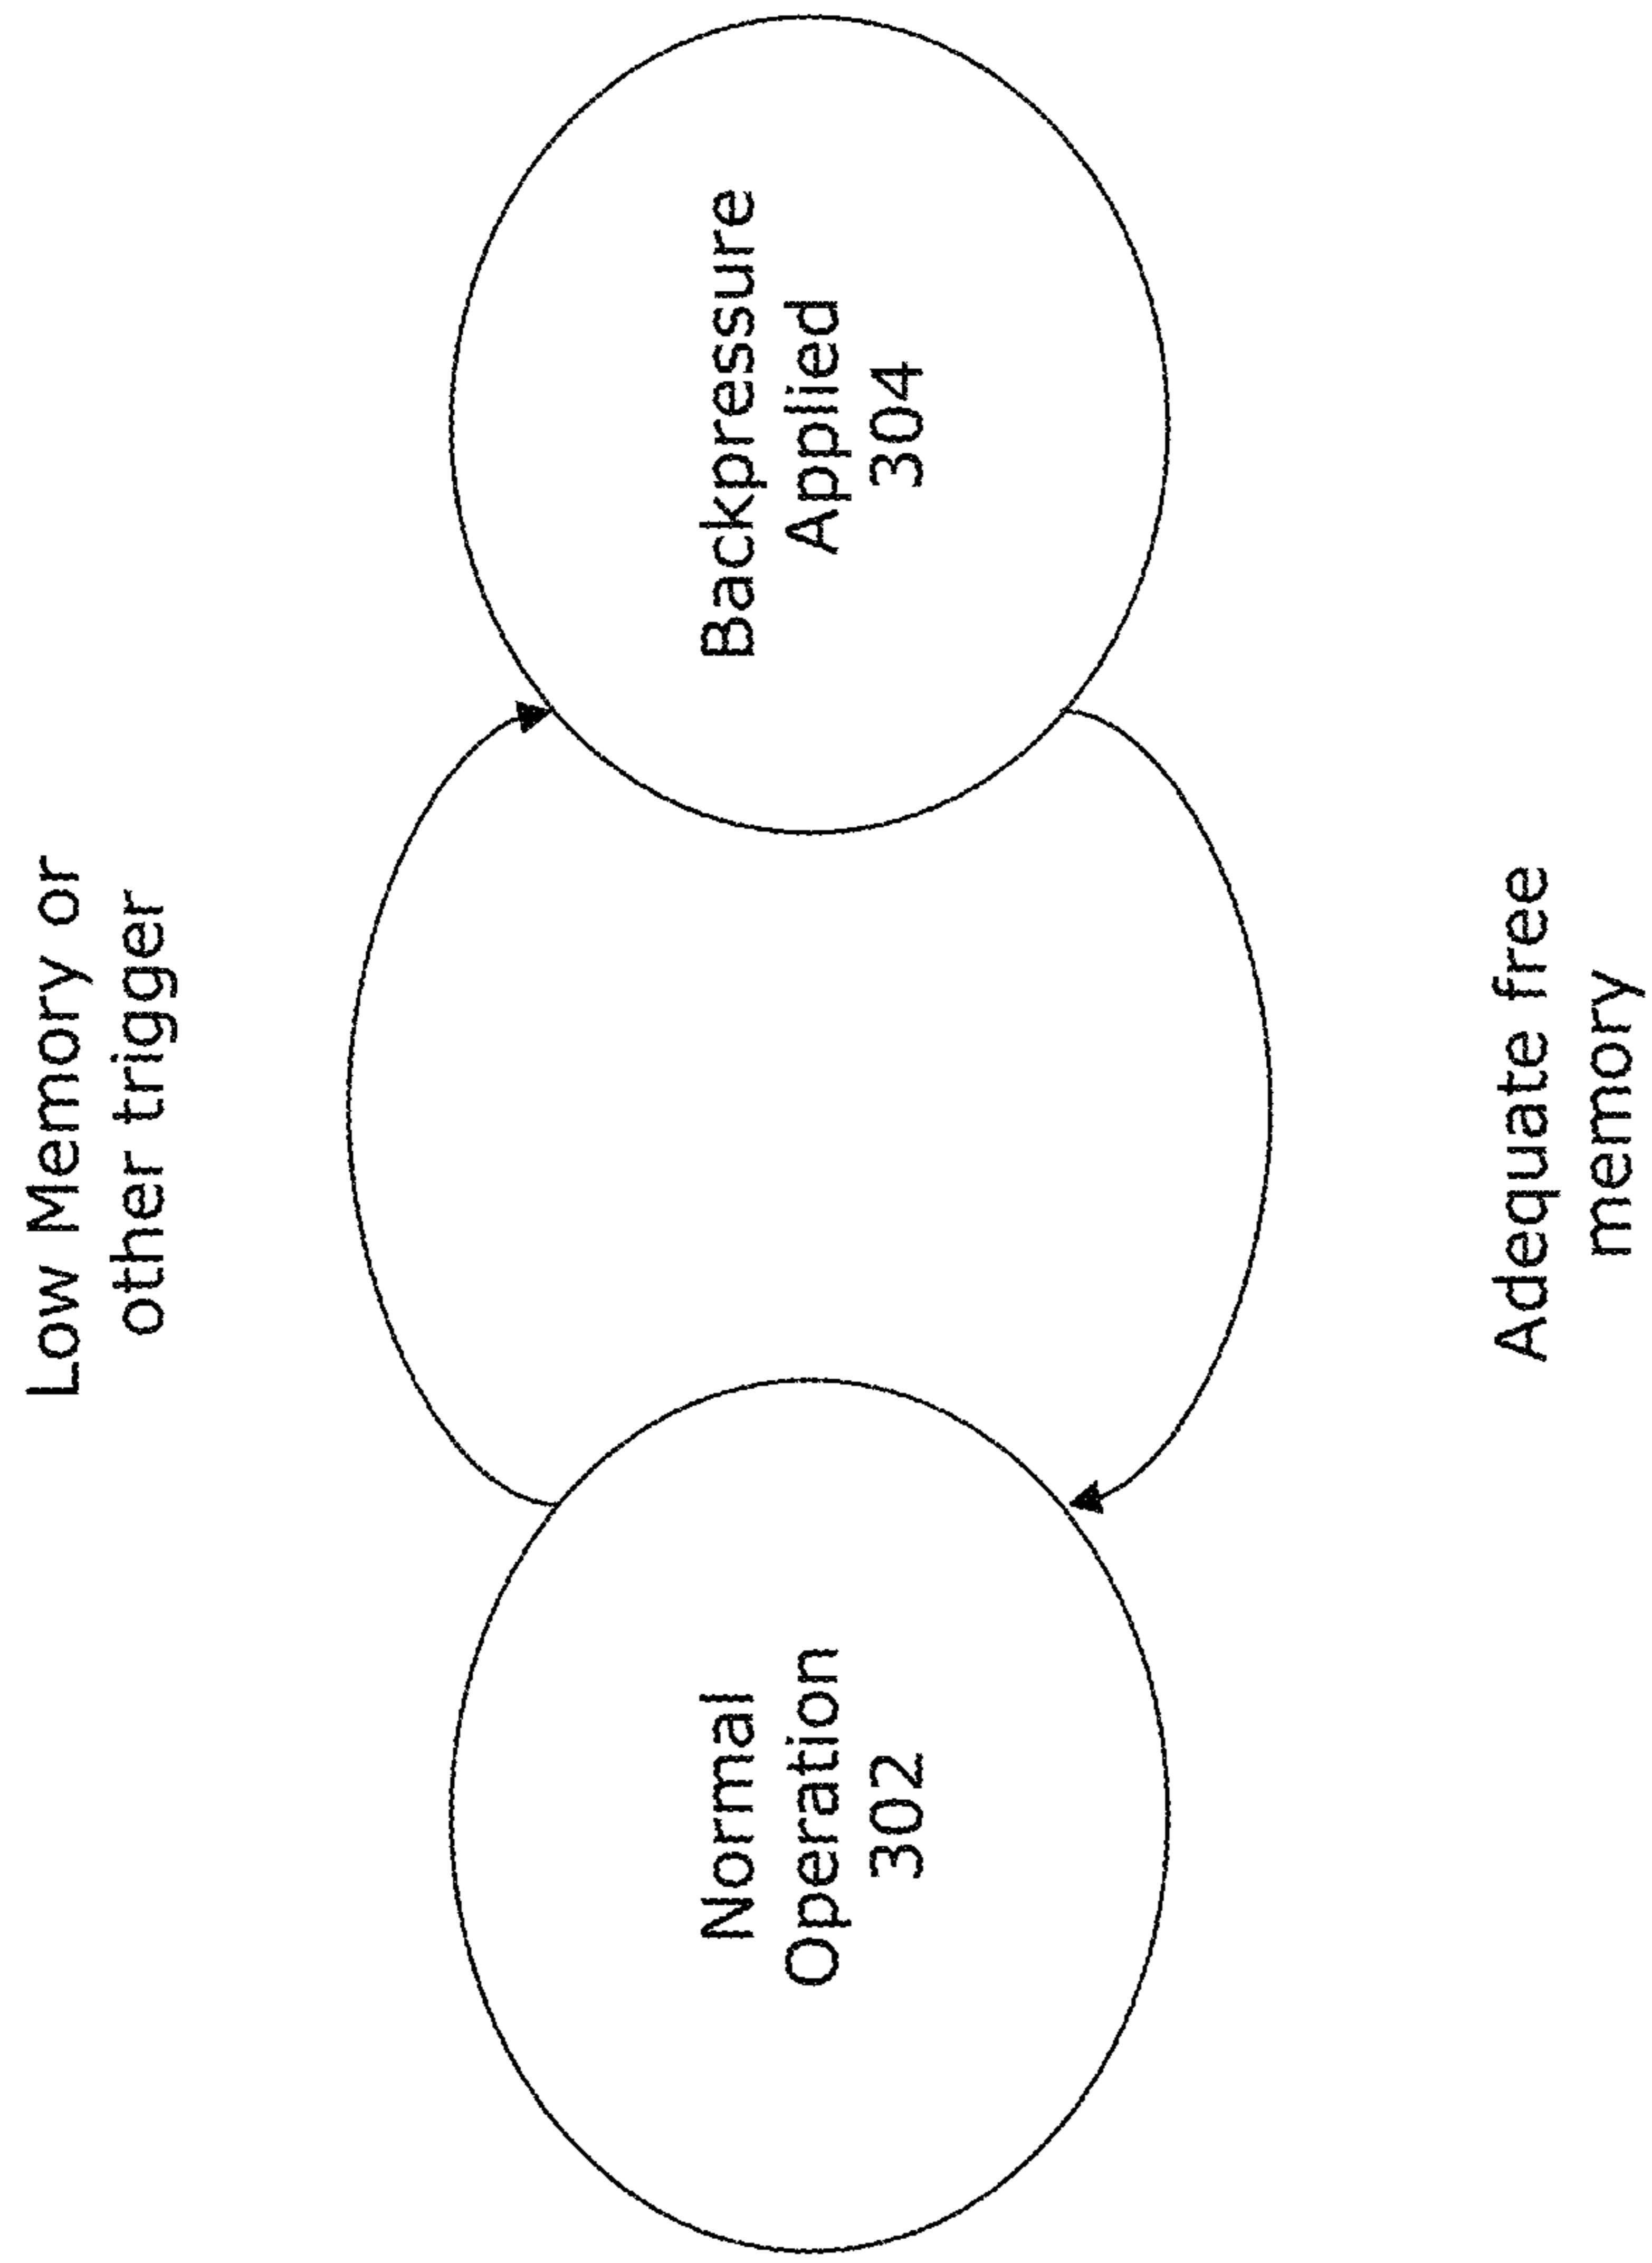 Low Memory or
other trigger
Normal
Operation
302
Backpressure
Applied
304
Adequate free
memory